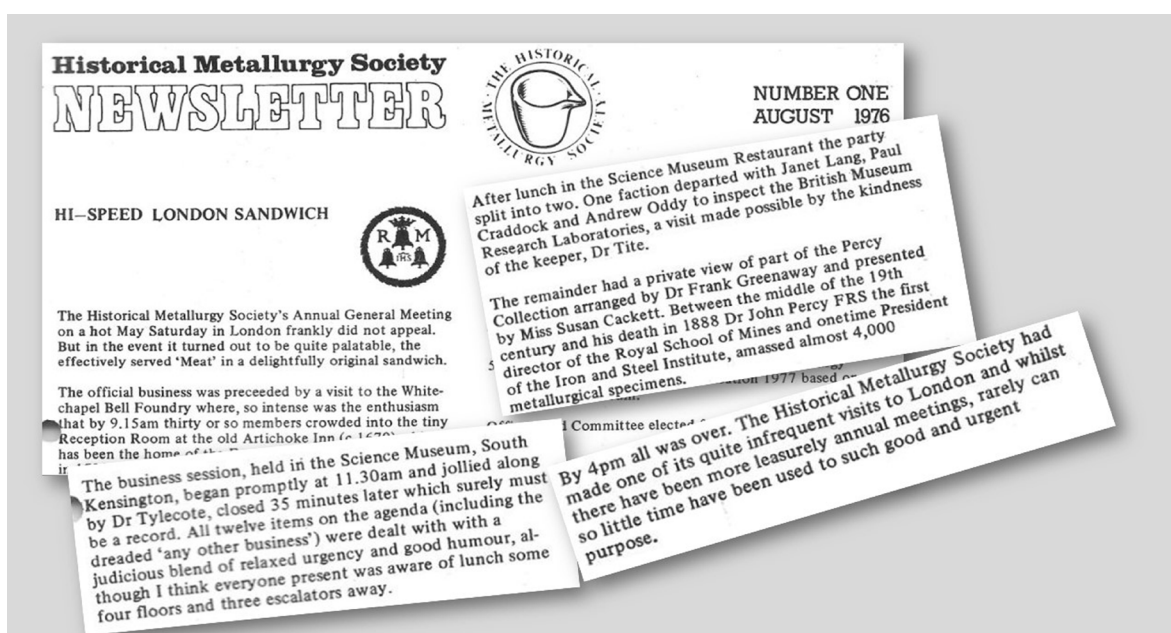 Historical Metallurgy Society
NEWSLETTER
THE HISTORICAL METALLURGY SOCIETY
NUMBER ONE
AUGUST 1976
HI–SPEED LONDON SANDWICH
R M
IHS
The Historical Metallurgy Society's Annual General Meeting
on a hot May Saturday in London frankly did not appeal.
But in the event it turned out to be quite palatable, the
effectively served 'Meat' in a delightfully original sandwich.
The official business was preceded by a visit to the White-
chapel Bell Foundry where, so intense was the enthusiasm
that by 9.15am thirty or so members crowded into the tiny
Reception Room at the old Artichoke Inn
has been the home of the
The business session, held in the Science Museum, South
Kensington, began promptly at 11.30am and jollied along
by Dr Tylecote, closed 35 minutes later which surely must
be a record. All twelve items on the agenda (including the
dreaded 'any other business') were dealt with with a
judicious blend of relaxed urgency and good humour, al-
though I think everyone present was aware of lunch some
four floors and three escalators away.
After lunch in the Science Museum Restaurant the party
split into two. One faction departed with Janet Lang, Paul
Craddock and Andrew Oddy to inspect the British Museum
Research Laboratories, a visit made possible by the kindness
of the keeper, Dr Tite.
The remainder had a private view of part of the Percy
Collection arranged by Dr Frank Greenaway and presented
by Miss Susan Cackett. Between the middle of the 19th
century and his death in 1888 Dr John Percy FRS the first
director of the Royal School of Mines and onetime President
of the Iron and Steel Institute, amassed almost 4,000
metallurgical specimens.
1977 based on
Committee elected
By 4pm all was over. The Historical Metallurgy Society had
made one of its quite infrequent visits to London and whilst
there have been more leasurely annual meetings, rarely can
so little time have been used to such good and urgent
purpose.